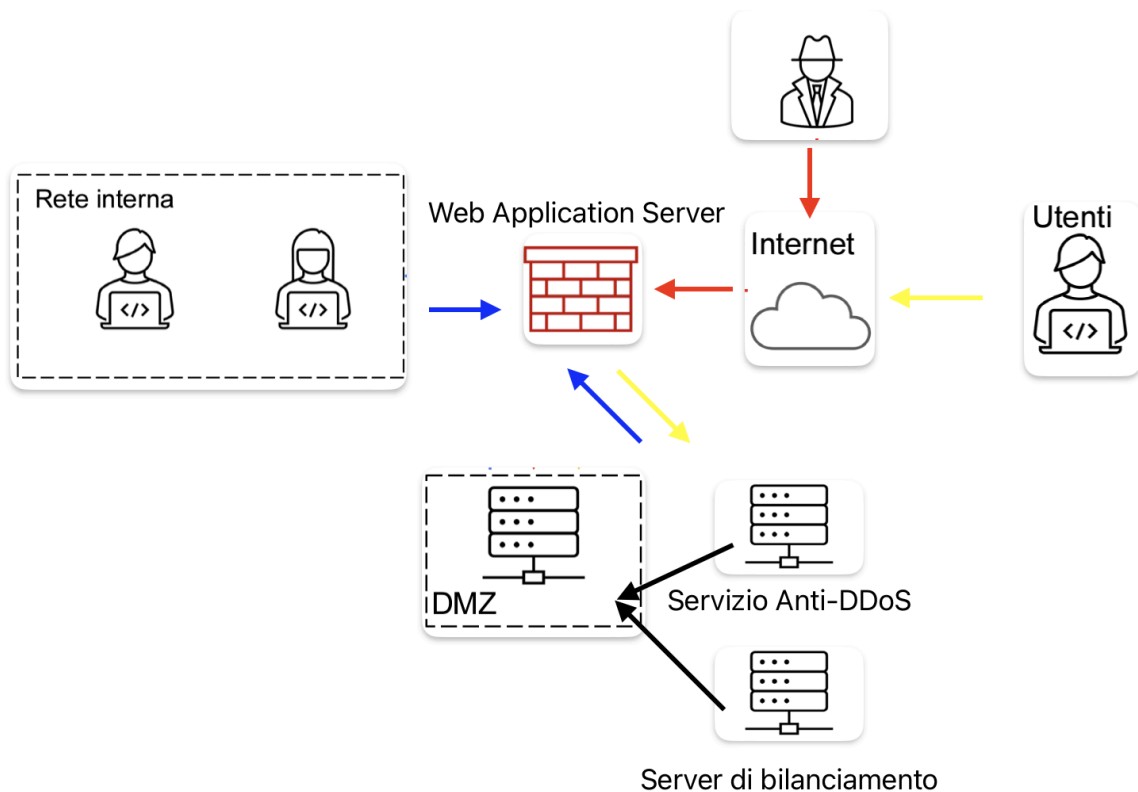 Rete interna
Web Application Server
Internet
Utenti
</>
</>
</>
DMZ
Servizio Anti-DDoS
Server di bilanciamento